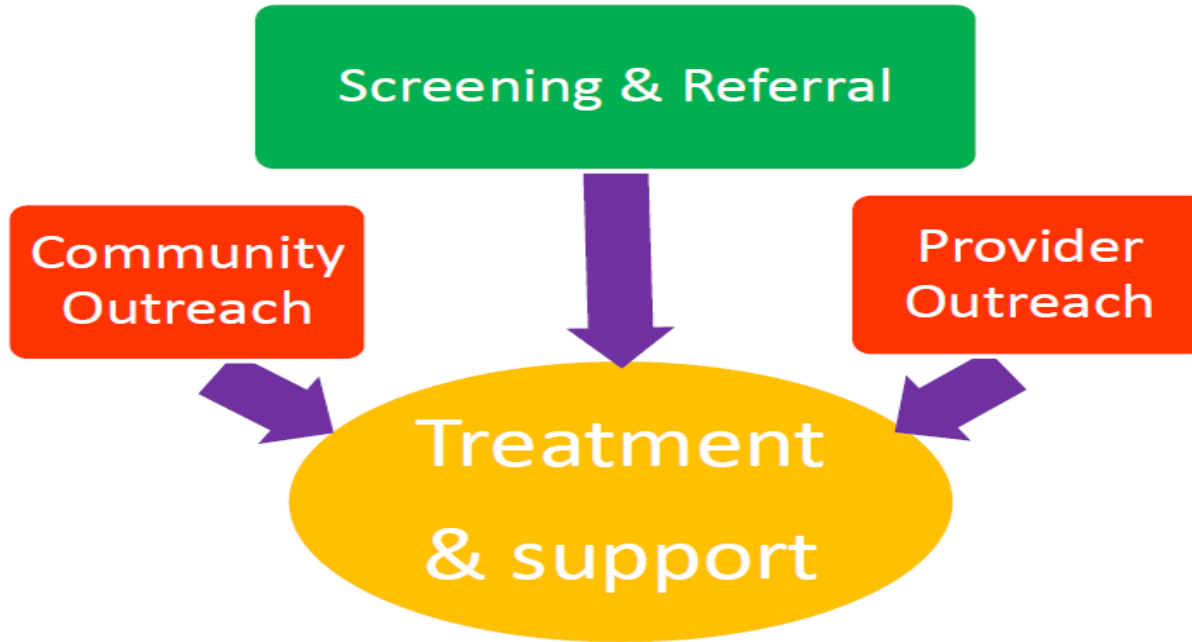 Screening & Referral
Community
Outreach
Provider
Outreach
Treatment
& support